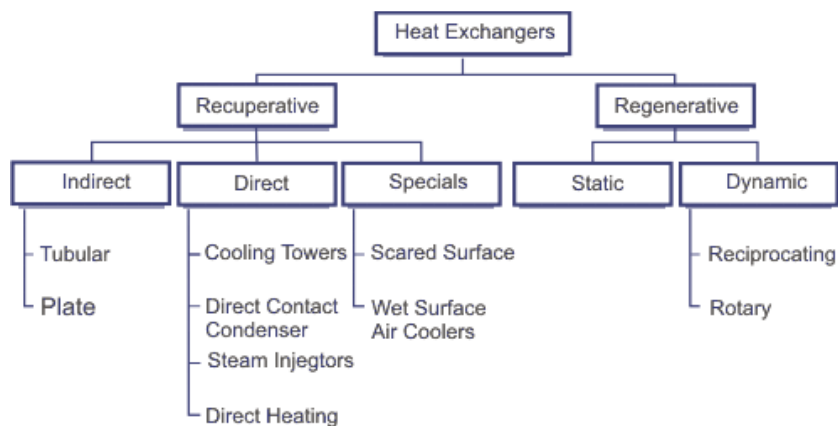 Heat Exchangers
Recuperative
Regenerative
Indirect
Direct
Specials
Static
Dynamic
Tubular
Plate
Cooling Towers
Direct Contact
Condenser
Steam Injegtors
Direct Heating
Scared Surface
Wet Surface
Air Coolers
Reciprocating
Rotary